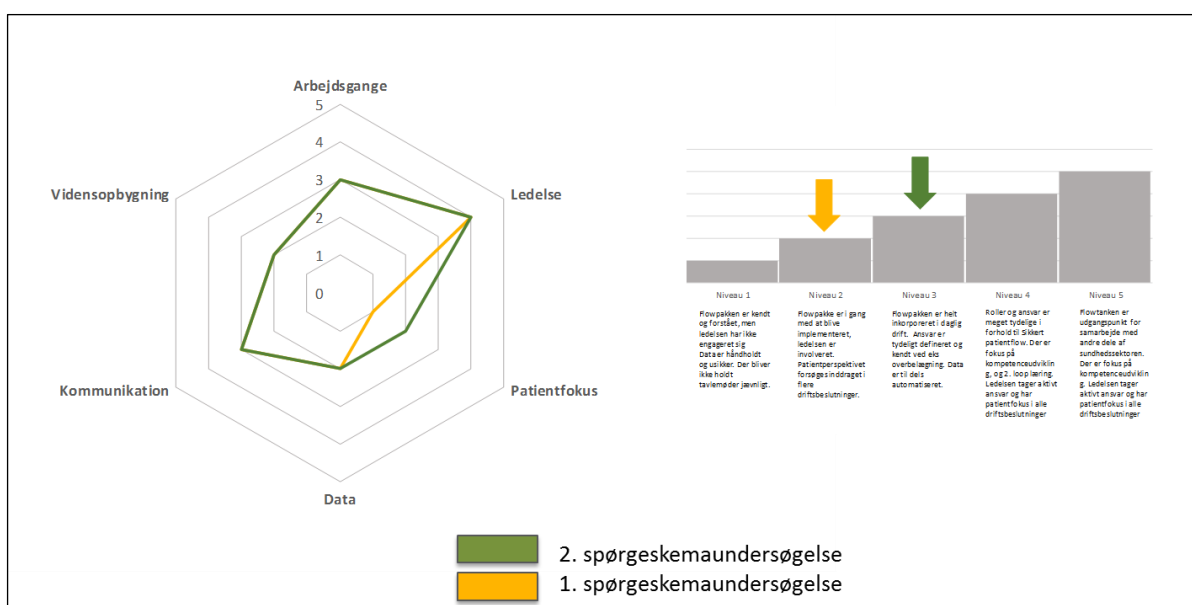 Arbejdsgange
5
4
3
2
1
0
Vidensopbygning
Ledelse
Kommunikation
Patientfokus
Data
Niveau 1
Flowpakken er kendt
og forstået, men
ledelsen har ikke
engageret sig
Data er håndholdt
og usikker. Der bliver
ikke holdt
tavlemøder jævnligt.
Niveau 2
Flowpakke er i gang
med at blive
implementeret,
ledelsen er
involveret.
Patientperspektivet
forsøges inddraget i
flere
driftsbeslutninger.
Niveau 3
Flowpakken er helt
inkorporeret i daglig
drift. Ansvar er
tydeligt defineret og
kendt ved eks
overbelægning. Data
er til dels
automatiseret.
Niveau 4
Roller og ansvar er
meget tydelige i
forhold til Sikkert
patientflow. Der er
fokus på
kompetenceudviklin
g, og 2. loop læring.
Ledelsen tager aktivt
ansvar og har
patientfokus i alle
driftsbeslutninger
Niveau 5
Flowtanken er
udgangspunkt for
samarbejde med
andre dele af
sundhedssektoren.
Der er fokus på
kompetenceudviklin
g. Ledelsen tager
aktivt ansvar og har
patientfokus i alle
driftsbeslutninger
2. spørgeskemaundersøgelse
1. spørgeskemaundersøgelse